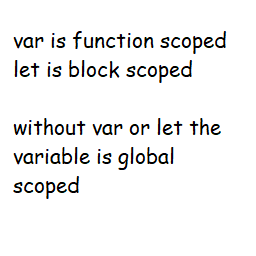 var is function scoped
let is block scoped
without var or let the
variable is global
scoped